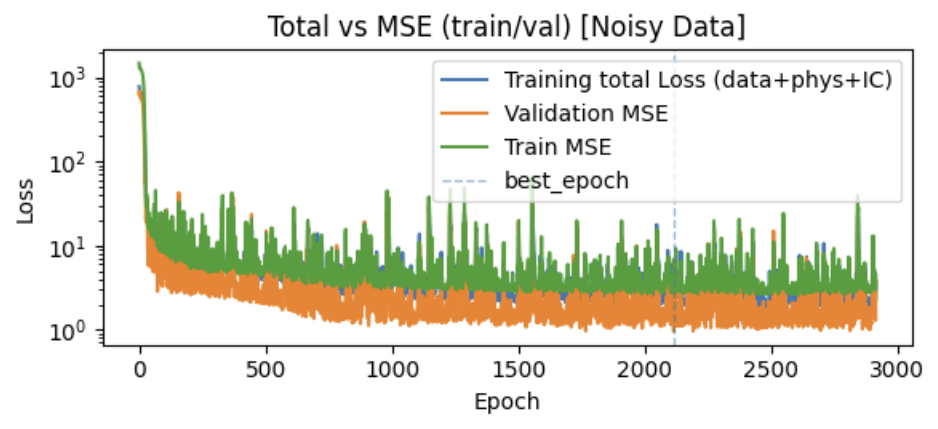 Total vs MSE (train/val) [Noisy Data]
Training total Loss (data+phys+IC)
Validation MSE
Train MSE
best_epoch
Loss
10³
10²
10¹
10⁰
0 500 1000 1500 2000 2500 3000
Epoch